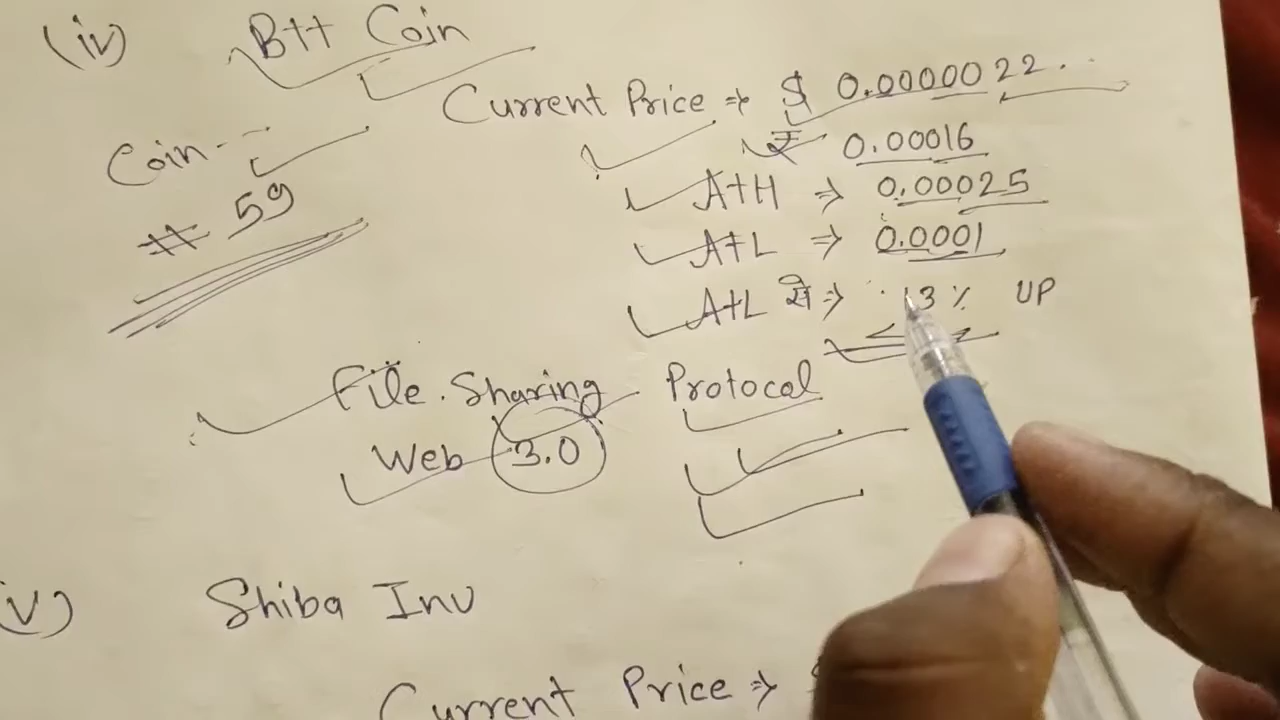 (iv) Btt Coin
Current Price ⇒ $ 0.0000022..
₹ 0.00016
Coin -
# 59
ATH ⇒ 0.00025
ATL ⇒ 0.0001
ATL से ⇒ 13 % UP
File. Sharing Protocal
Web 3.0
(v) Shiba Inu
Current Price ⇒